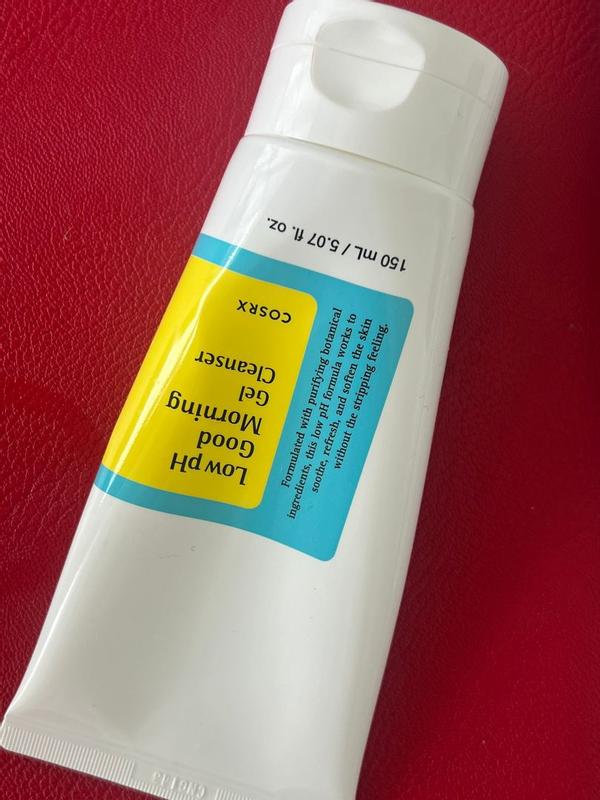 Low pH
Good
Morning
Gel
Cleanser
COSRX
Formulated with purifying botanical
ingredients, this low pH formula works to
soothe, refresh, and soften the skin
without the stripping feeling.
150 mL / 5.07 fl. oz.